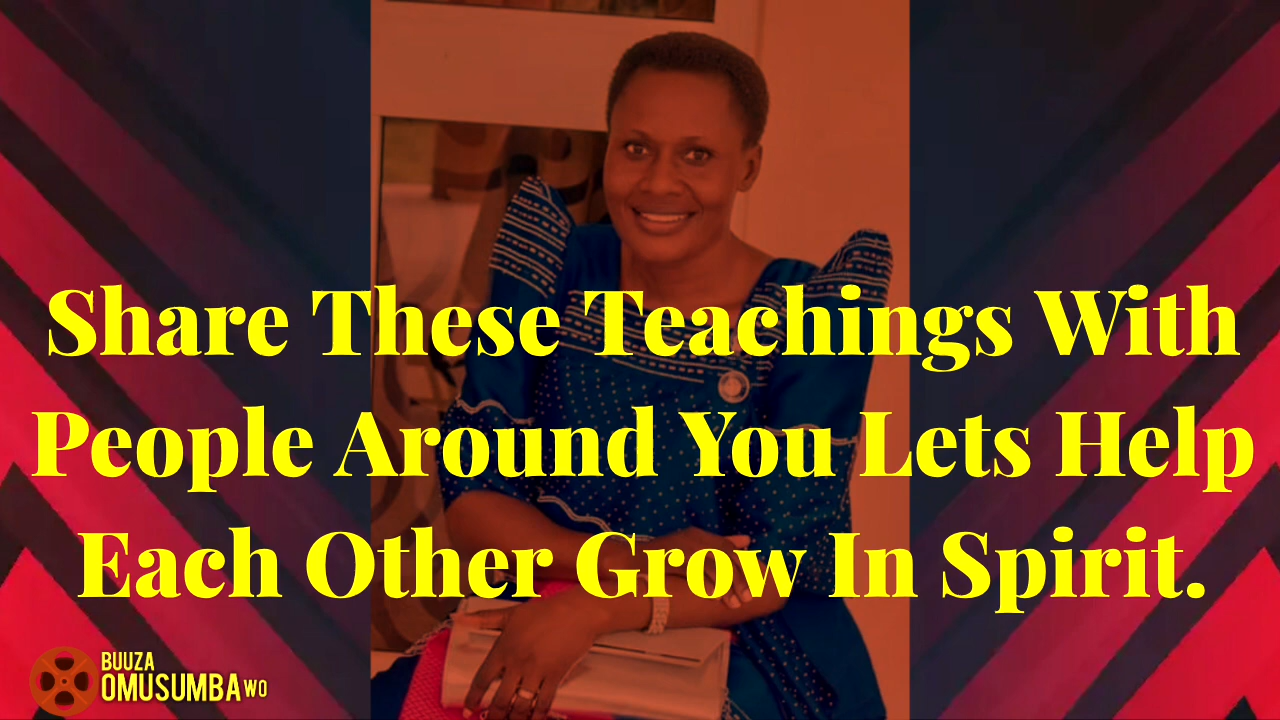 Share These Teachings With
People Around You Lets Help
Each Other Grow In Spirit.
BUUZA
OMUSUMBAWO